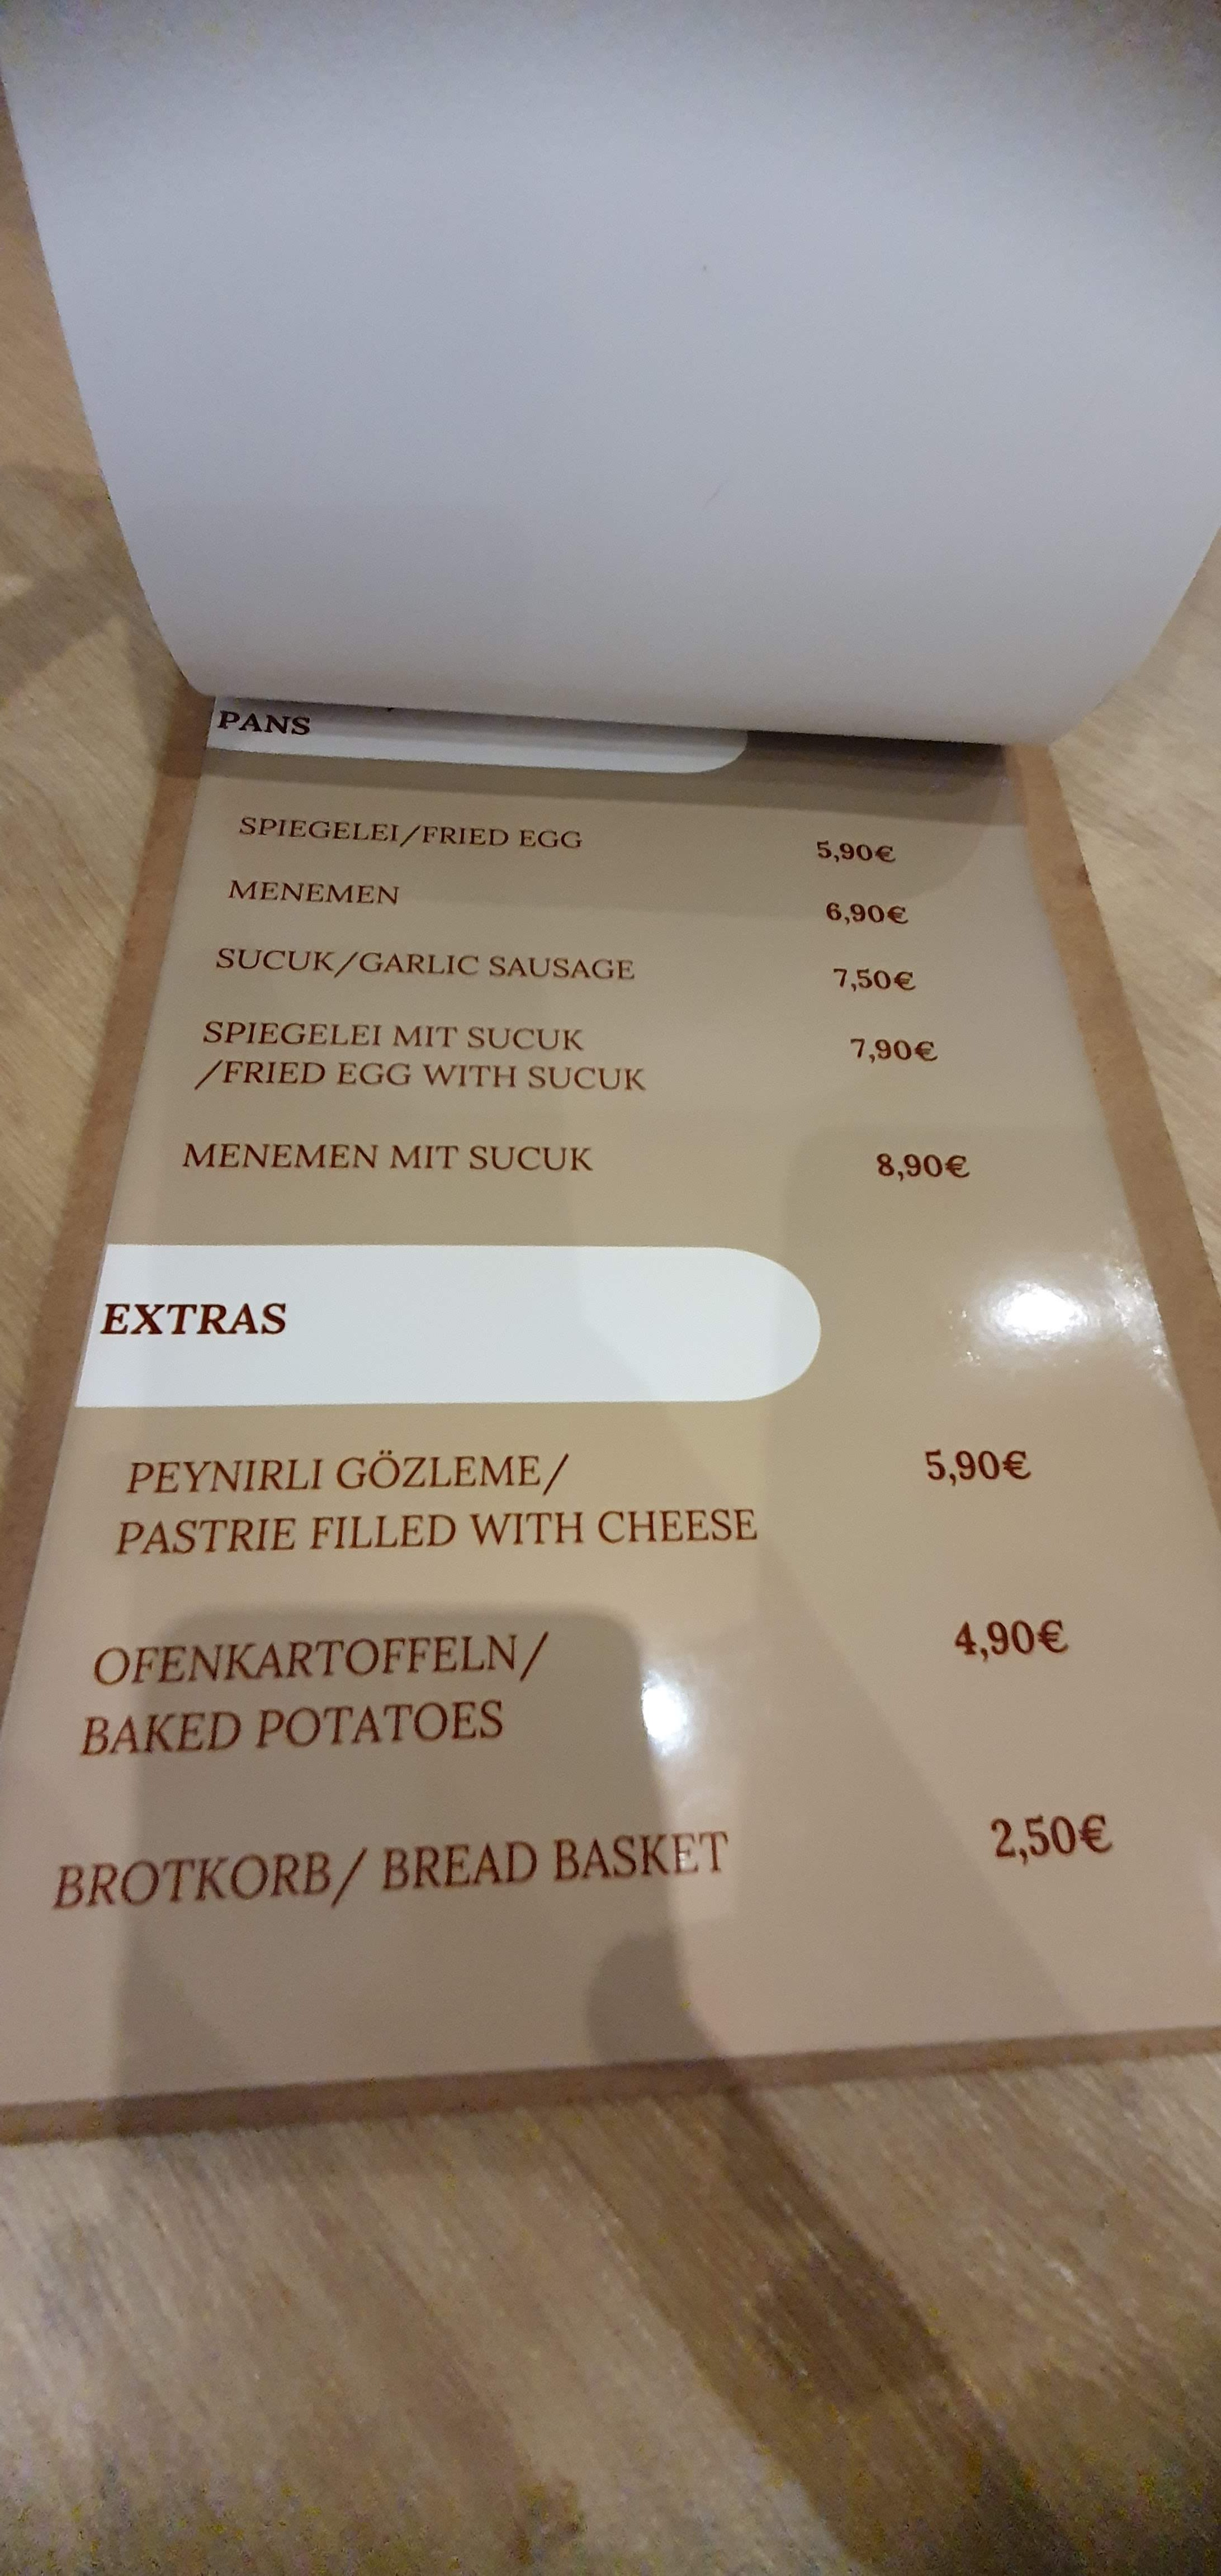 PANS
SPIEGELEI/FRIED EGG 5,90€
MENEMEN 6,90€
SUCUK/GARLIC SAUSAGE 7,50€
SPIEGELEI MIT SUCUK 7,90€
/FRIED EGG WITH SUCUK
MENEMEN MIT SUCUK 8,90€
EXTRAS
PEYNIRLI GÖZLEME/ 5,90€
PASTRIE FILLED WITH CHEESE
OFENKARTOFFELN/ 4,90€
BAKED POTATOES
BROTKORB/ BREAD BASKET 2,50€